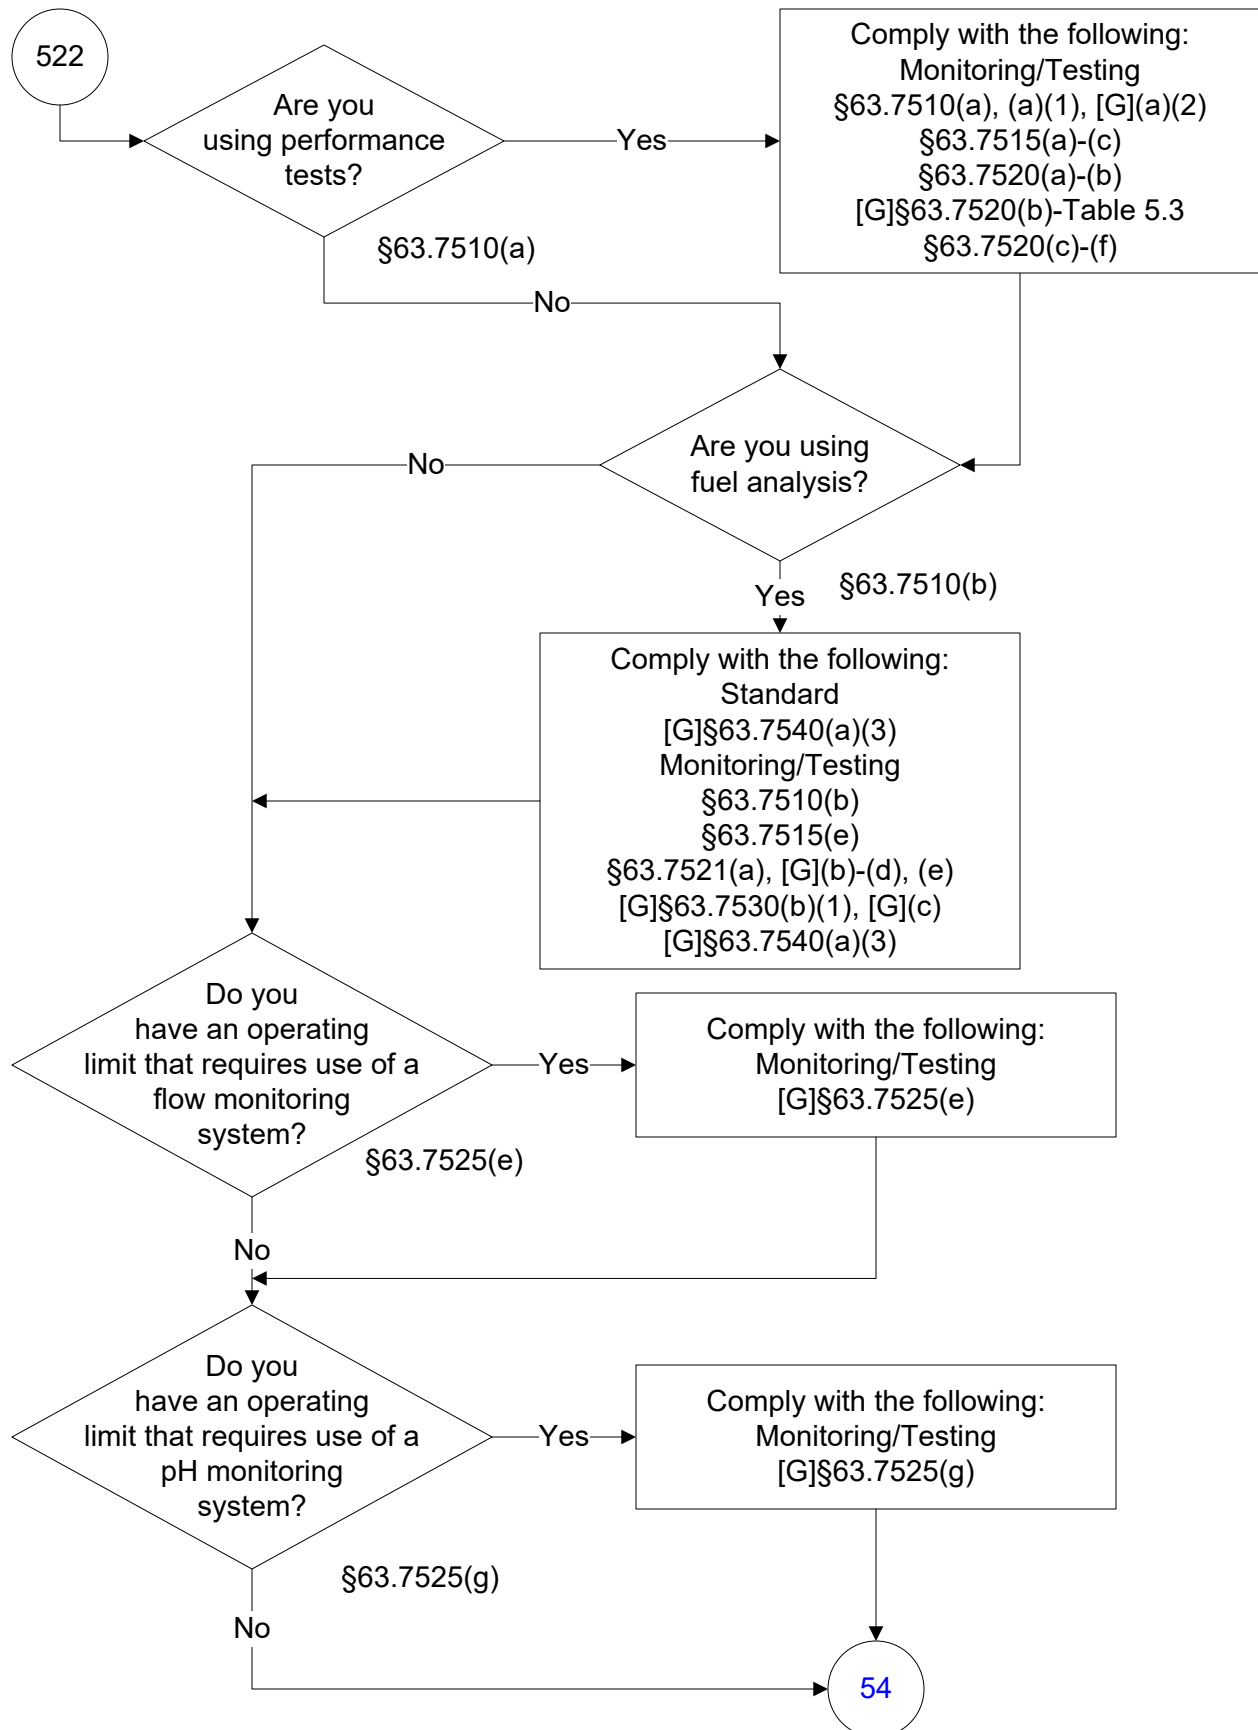 522
Are you
using performance
tests?
§63.7510(a)
Yes
Comply with the following:
Monitoring/Testing
§63.7510(a), (a)(1), [G](a)(2)
§63.7515(a)-(c)
§63.7520(a)-(b)
[G]§63.7520(b)-Table 5.3
§63.7520(c)-(f)
No
Are you using
fuel analysis?
No
§63.7510(b)
Yes
Comply with the following:
Standard
[G]§63.7540(a)(3)
Monitoring/Testing
§63.7510(b)
§63.7515(e)
§63.7521(a), [G](b)-(d), (e)
[G]§63.7530(b)(1), [G](c)
[G]§63.7540(a)(3)
Do you
have an operating
limit that requires use of a
flow monitoring
system?
§63.7525(e)
Yes
Comply with the following:
Monitoring/Testing
[G]§63.7525(e)
No
Do you
have an operating
limit that requires use of a
pH monitoring
system?
§63.7525(g)
Yes
Comply with the following:
Monitoring/Testing
[G]§63.7525(g)
No
54